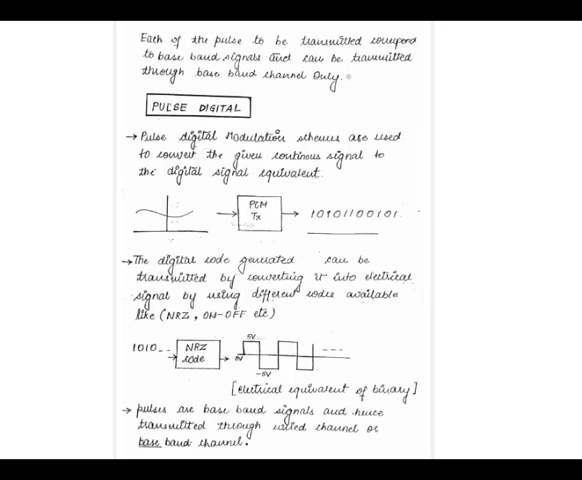 Each of the pulse to be transmitted correspond
to base band signals and can be transmitted
through base band channel only.
PULSE DIGITAL
→ Pulse digital Modulation schemes are used
to convert the given continous signal to
the digital signal equivalent.
PCM
Tx
10101100101.
→ The digital code generated can be
transmitted by converting it into electrical
signal by using different codes available
like (NRZ, ON-OFF etc)
1010..
NRZ
code
5V
0V
-5V
[electrical equivalent of binary]
→ pulses are base band signals and hence
transmitted through wired channel or
base band channel.